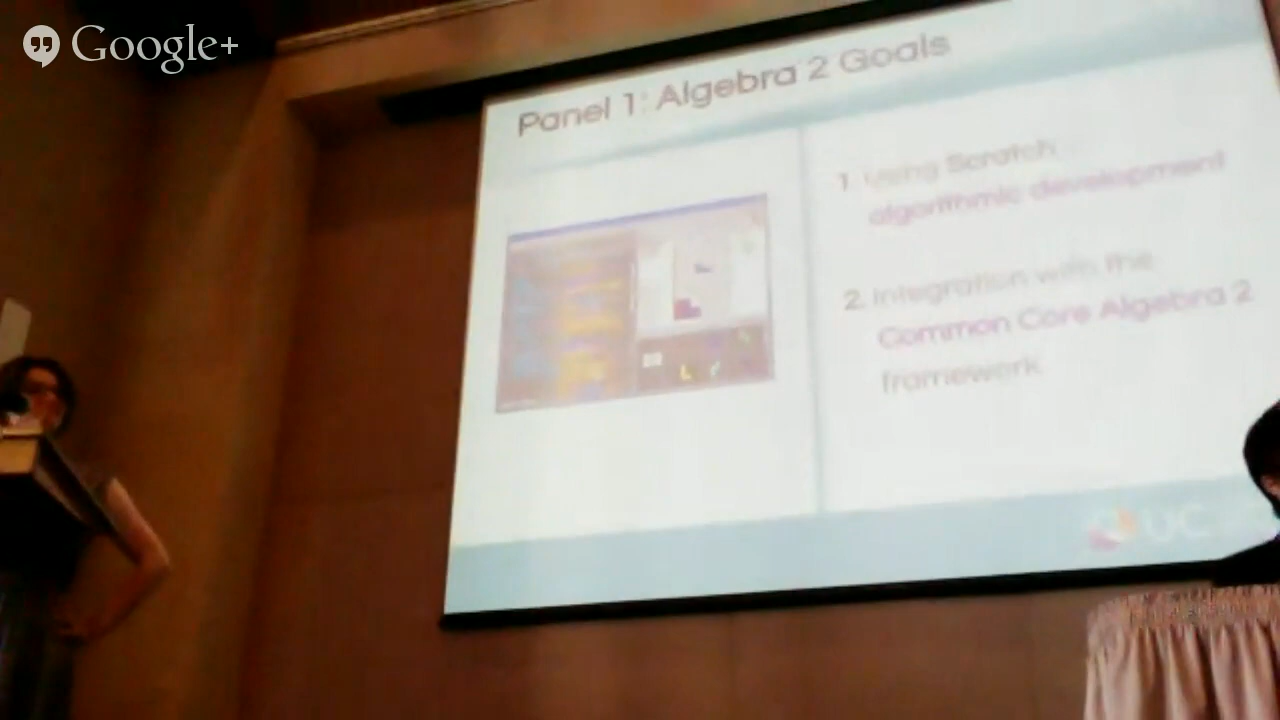 Google+
Panel 1: Algebra 2 Goals
1. Using Scratch
algorithmic development
2. Integration with the
Common Core Algebra 2
framework
UC